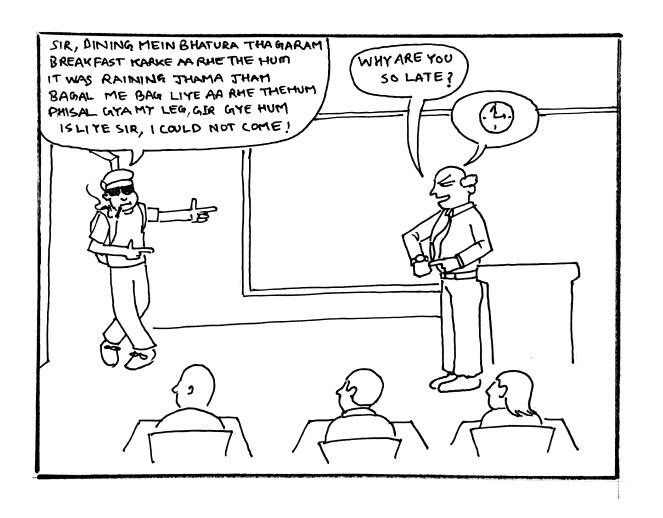 SIR, DINING MEIN BHATURA THA GARAM
BREAKFAST KARKE AA RHE THE HUM
IT WAS RAINING JHAMA JHAM
BAGAL ME BAG LIYE AA RHE THE HUM
PHISAL GYA MY LEG, GIR GYE HUM
IS LIYE SIR, I COULD NOT COME!
WHY ARE YOU
SO LATE?